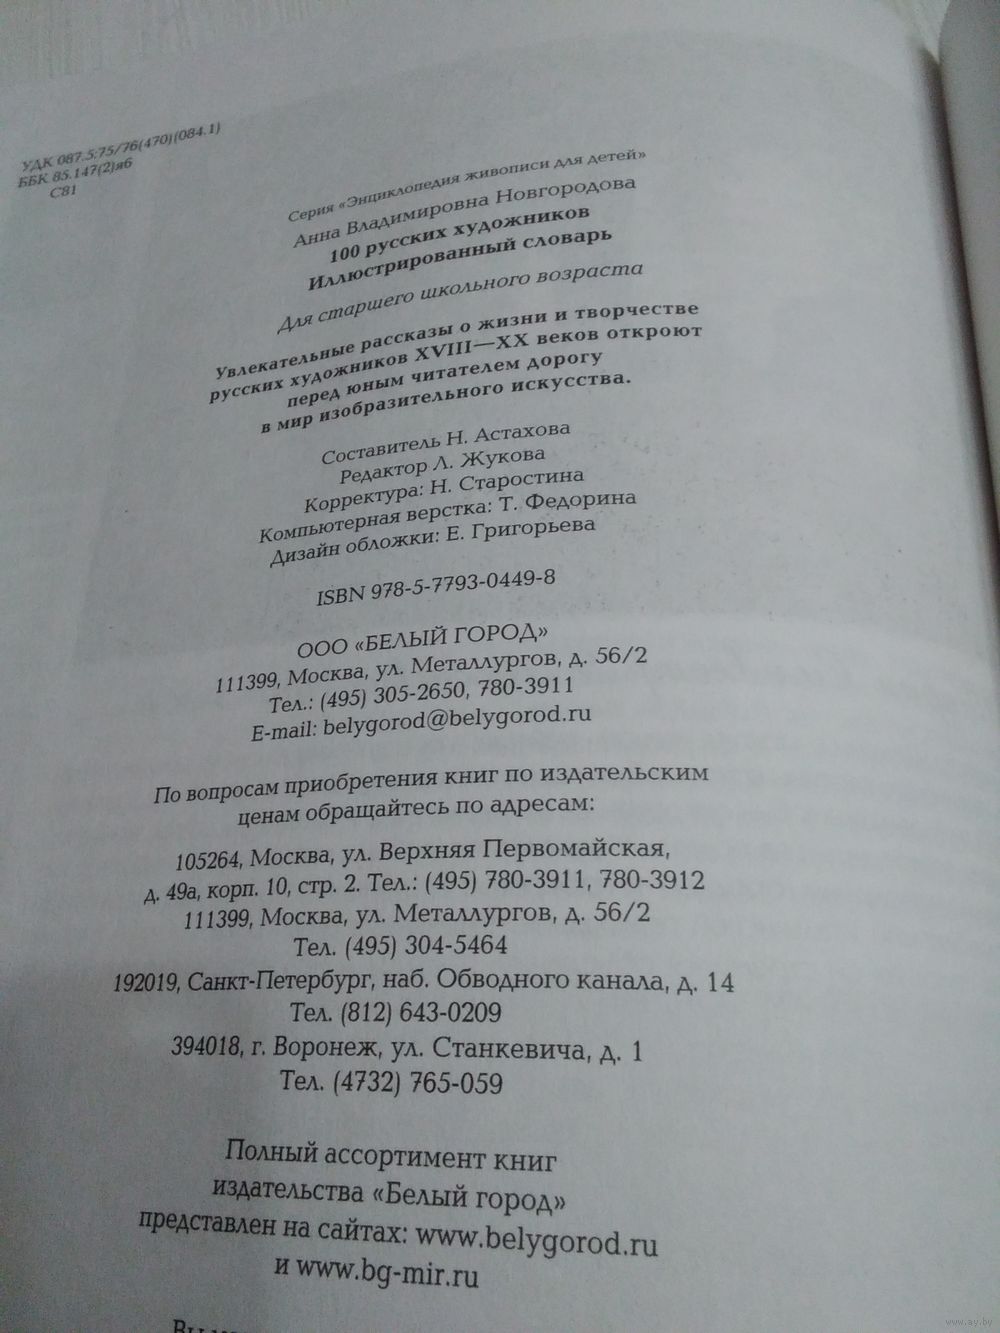 УДК 087.5:75/76(470)(084.1)
ББК 85.147(2)я6
С81
Серия «Энциклопедия живописи для детей»
Анна Владимировна Новгородова
100 русских художников
Иллюстрированный словарь
Для старшего школьного возраста
Увлекательные рассказы о жизни и творчестве
русских художников XVIII—XX веков откроют
перед юным читателем дорогу
в мир изобразительного искусства.
Составитель Н. Астахова
Редактор Л. Жукова
Корректура: Н. Старостина
Компьютерная верстка: Т. Федорина
Дизайн обложки: Е. Григорьева
ISBN 978-5-7793-0449-8
ООО «БЕЛЫЙ ГОРОД»
111399, Москва, ул. Металлургов, д. 56/2
Тел.: (495) 305-2650, 780-3911
E-mail: belygorod@belygorod.ru
По вопросам приобретения книг по издательским
ценам обращайтесь по адресам:
105264, Москва, ул. Верхняя Первомайская,
д. 49а, корп. 10, стр. 2. Тел.: (495) 780-3911, 780-3912
111399, Москва, ул. Металлургов, д. 56/2
Тел. (495) 304-5464
192019, Санкт-Петербург, наб. Обводного канала, д. 14
Тел. (812) 643-0209
394018, г. Воронеж, ул. Станкевича, д. 1
Тел. (4732) 765-059
Полный ассортимент книг
издательства «Белый город»
представлен на сайтах: www.belygorod.ru
и www.bg-mir.ru
www.ay.by